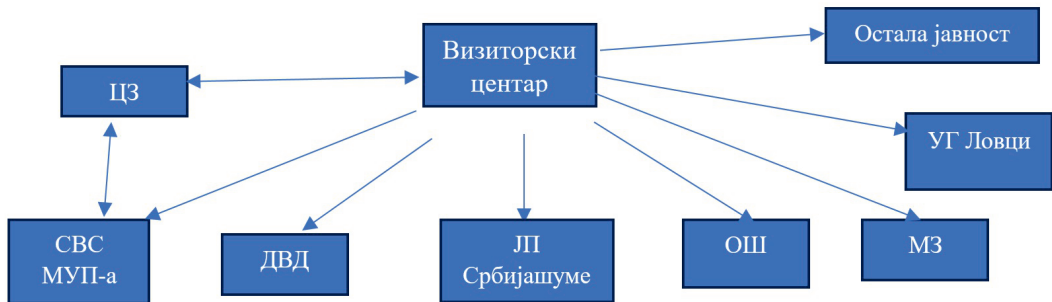 Визиторски
центар
Остала јавност
ЦЗ
УГ Ловци
СВС
МУП-а
ДВД
ЈП
Србијашуме
ОШ
МЗ